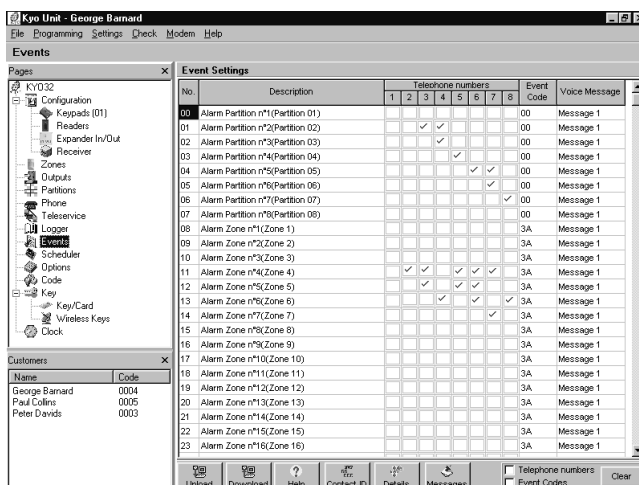 Kyo Unit - George Barnard
File Programming Settings Check Modem Help
Events
Pages
KYO32
Configuration
Keypads (01)
Readers
Expander In/Out
Receiver
Zones
Outputs
Partitions
Phone
Teleservice
Logger
Events
Scheduler
Options
Code
Key
Key/Card
Wireless Keys
Clock
Customers
Name Code
George Barnard 0004
Paul Collins 0005
Peter Davids 0003
Event Settings
No. Description Telephone numbers Event Code Voice Message
1 2 3 4 5 6 7 8
00 Alarm Partition n°1(Partition 01) 00 Message 1
01 Alarm Partition n°2(Partition 02) 00 Message 1
02 Alarm Partition n°3(Partition 03) 00 Message 1
03 Alarm Partition n°4(Partition 04) 00 Message 1
04 Alarm Partition n°5(Partition 05) 00 Message 1
05 Alarm Partition n°6(Partition 06) 00 Message 1
06 Alarm Partition n°7(Partition 07) 00 Message 1
07 Alarm Partition n°8(Partition 08) 00 Message 1
08 Alarm Zone n°1(Zone 1) 3A Message 1
09 Alarm Zone n°2(Zone 2) 3A Message 1
10 Alarm Zone n°3(Zone 3) 3A Message 1
11 Alarm Zone n°4(Zone 4) 3A Message 1
12 Alarm Zone n°5(Zone 5) 3A Message 1
13 Alarm Zone n°6(Zone 6) 3A Message 1
14 Alarm Zone n°7(Zone 7) 3A Message 1
15 Alarm Zone n°8(Zone 8) 3A Message 1
16 Alarm Zone n°9(Zone 9) 3A Message 1
17 Alarm Zone n°10(Zone 10) 3A Message 1
18 Alarm Zone n°11(Zone 11) 3A Message 1
19 Alarm Zone n°12(Zone 12) 3A Message 1
20 Alarm Zone n°13(Zone 13) 3A Message 1
21 Alarm Zone n°14(Zone 14) 3A Message 1
22 Alarm Zone n°15(Zone 15) 3A Message 1
23 Alarm Zone n°16(Zone 16) 3A Message 1
Upload Download Help Contact ID Details Messages
Telephone numbers
Event Codes
Clear